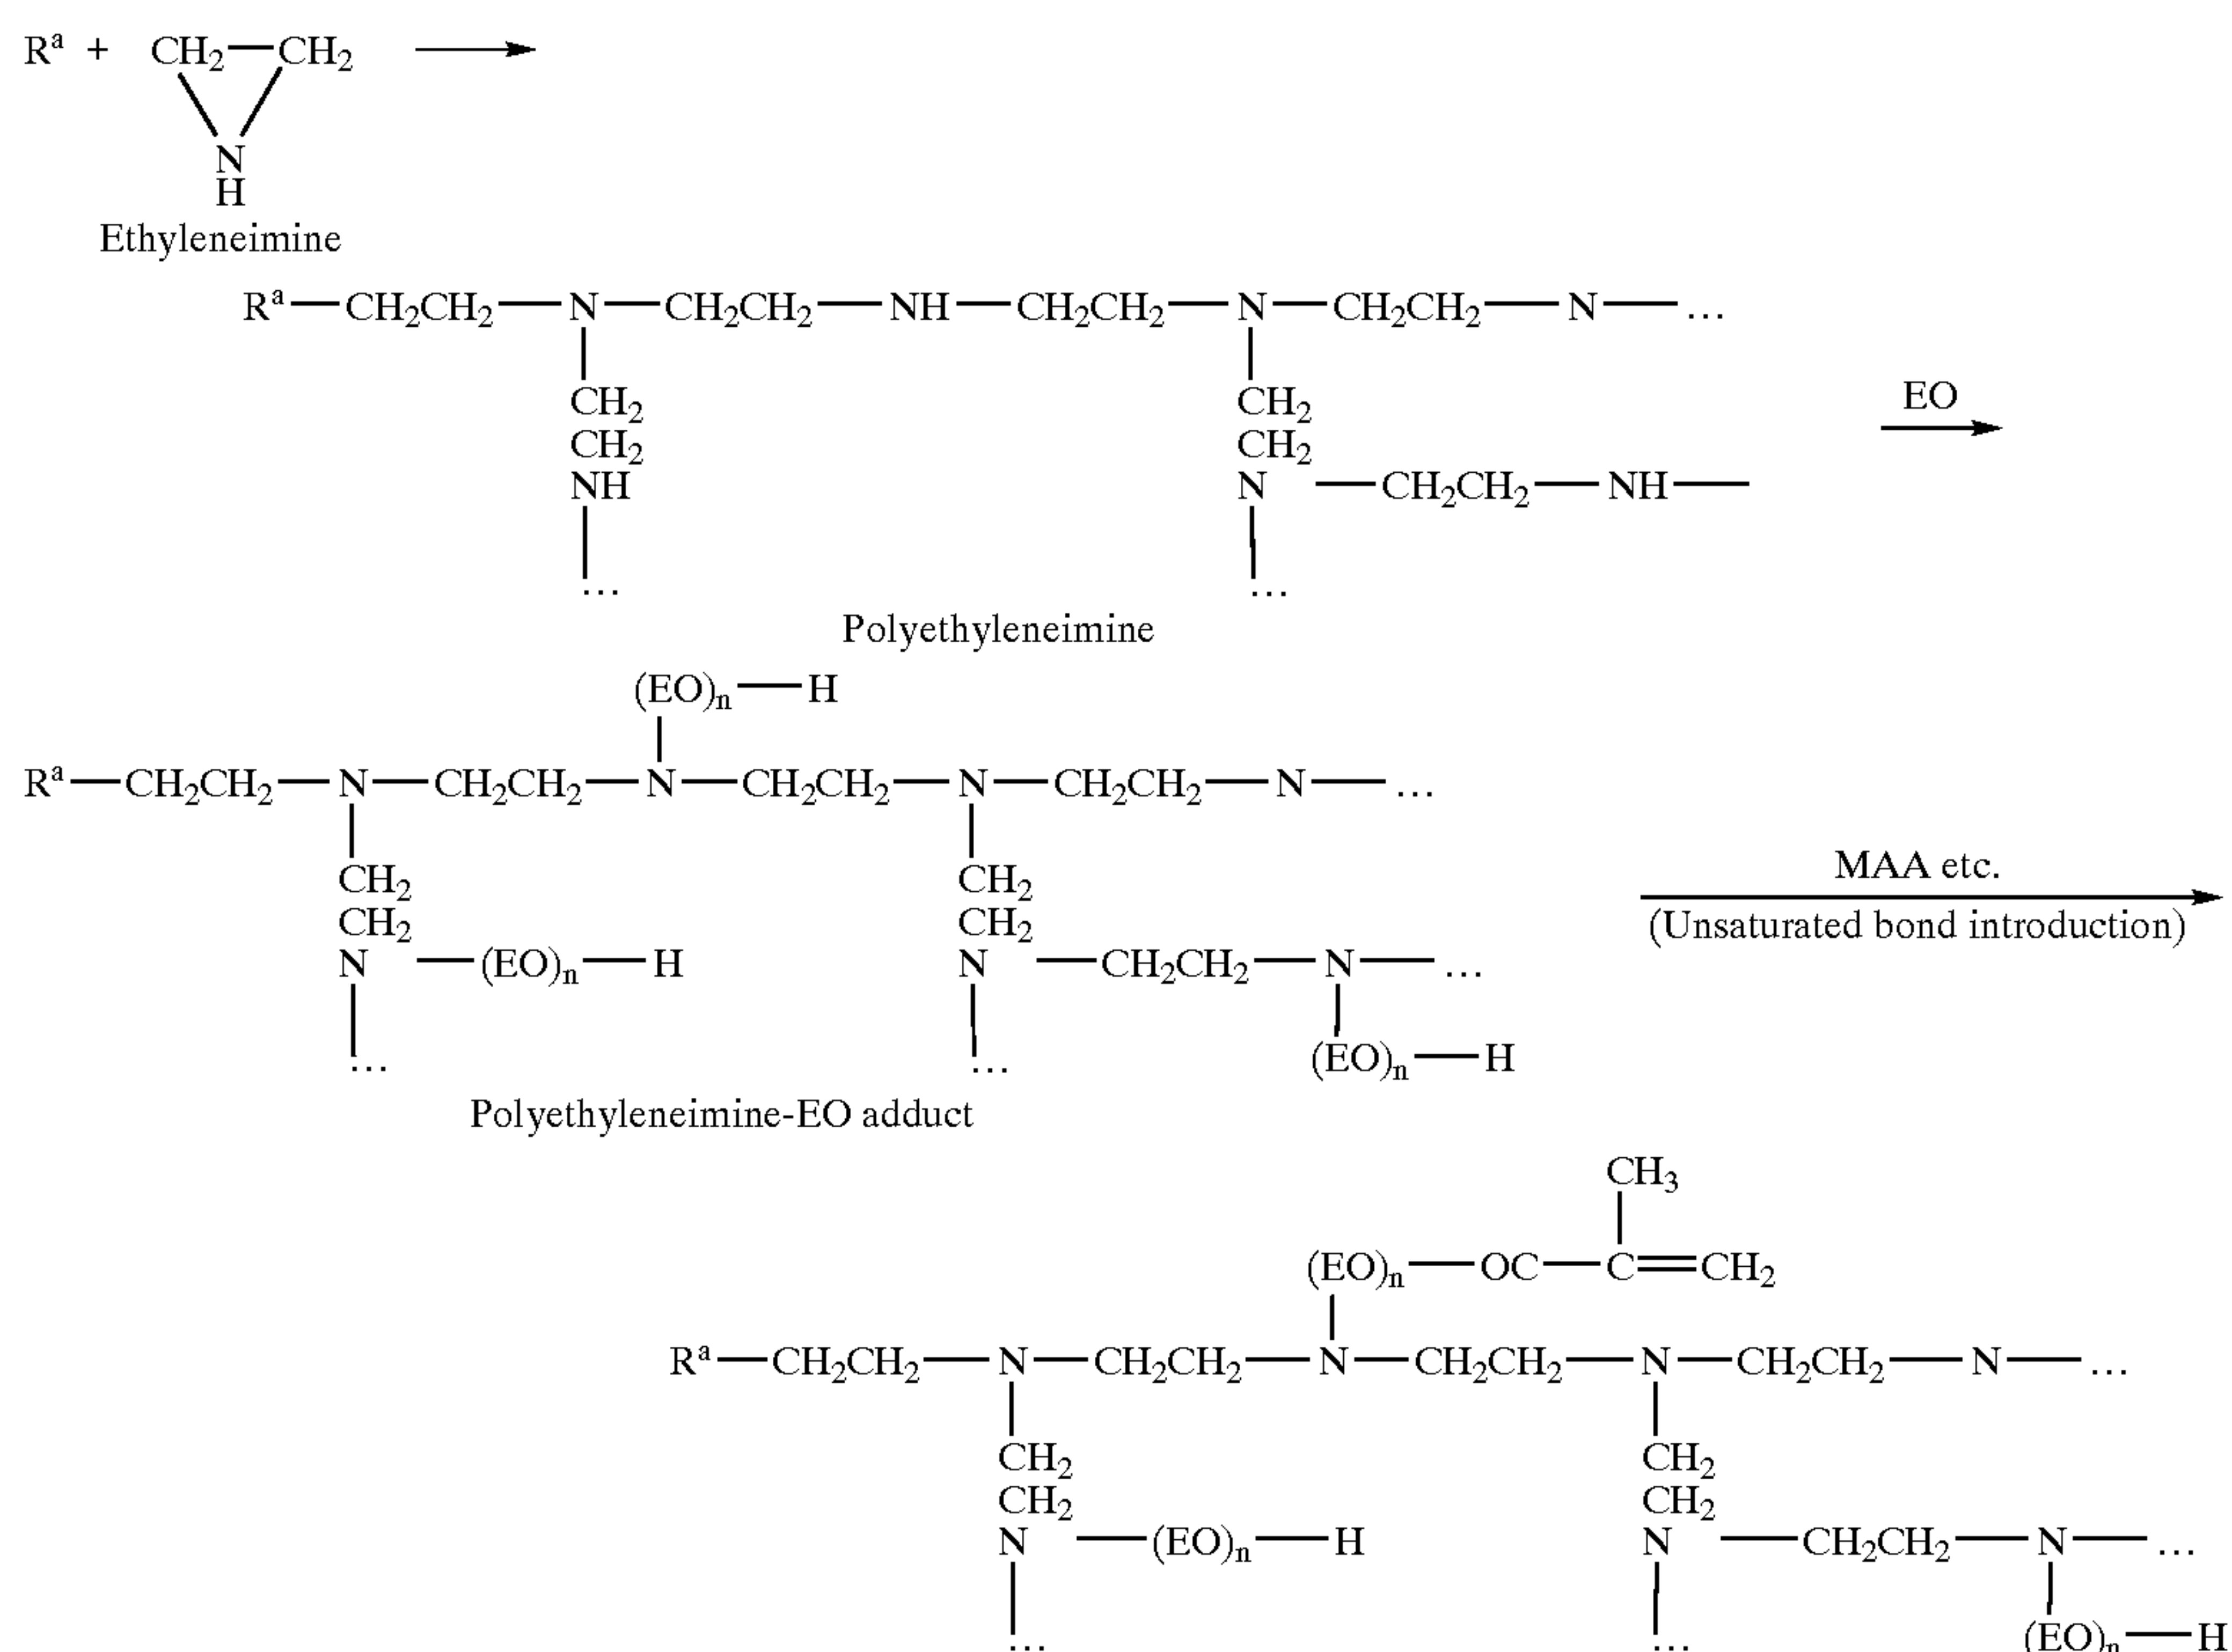 Rᵃ + CH₂—CH₂
N
H
Ethyleneimine
Rᵃ—CH₂CH₂—N—CH₂CH₂—NH—CH₂CH₂—N—CH₂CH₂—N—...
CH₂ CH₂
EO
CH₂ CH₂
NH N—CH₂CH₂—NH—
... ...
Polyethyleneimine
(EO)ₙ—H
Rᵃ—CH₂CH₂—N—CH₂CH₂—N—CH₂CH₂—N—CH₂CH₂—N—...
MAA etc.
CH₂ CH₂
(Unsaturated bond introduction)
CH₂ CH₂
N—(EO)ₙ—H N—CH₂CH₂—N—...
(EO)ₙ—H
... ...
Polyethyleneimine-EO adduct
CH₃
(EO)ₙ—OC—C=CH₂
Rᵃ—CH₂CH₂—N—CH₂CH₂—N—CH₂CH₂—N—CH₂CH₂—N—...
CH₂ CH₂
CH₂ CH₂
N—(EO)ₙ—H N—CH₂CH₂—N—...
... ... (EO)ₙ—H